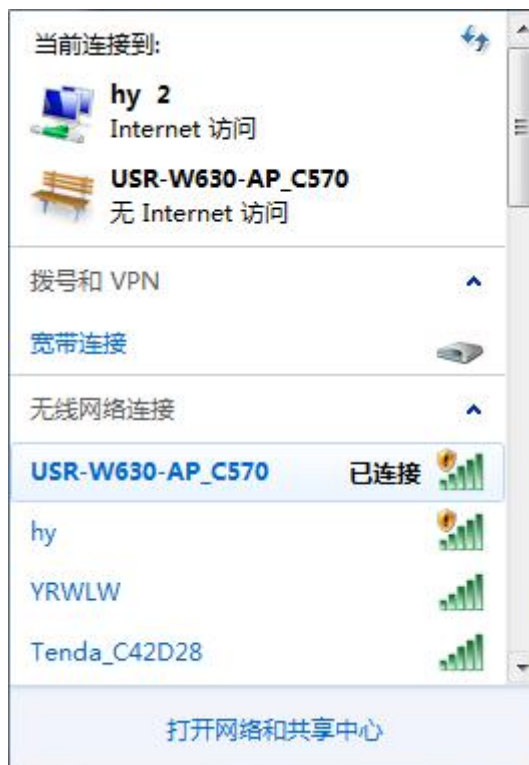 当前连接到:
hy 2
Internet 访问
USR-W630-AP_C570
无 Internet 访问
拨号和 VPN
宽带连接
无线网络连接
USR-W630-AP_C570 已连接
hy
YRWLW
Tenda_C42D28
打开网络和共享中心